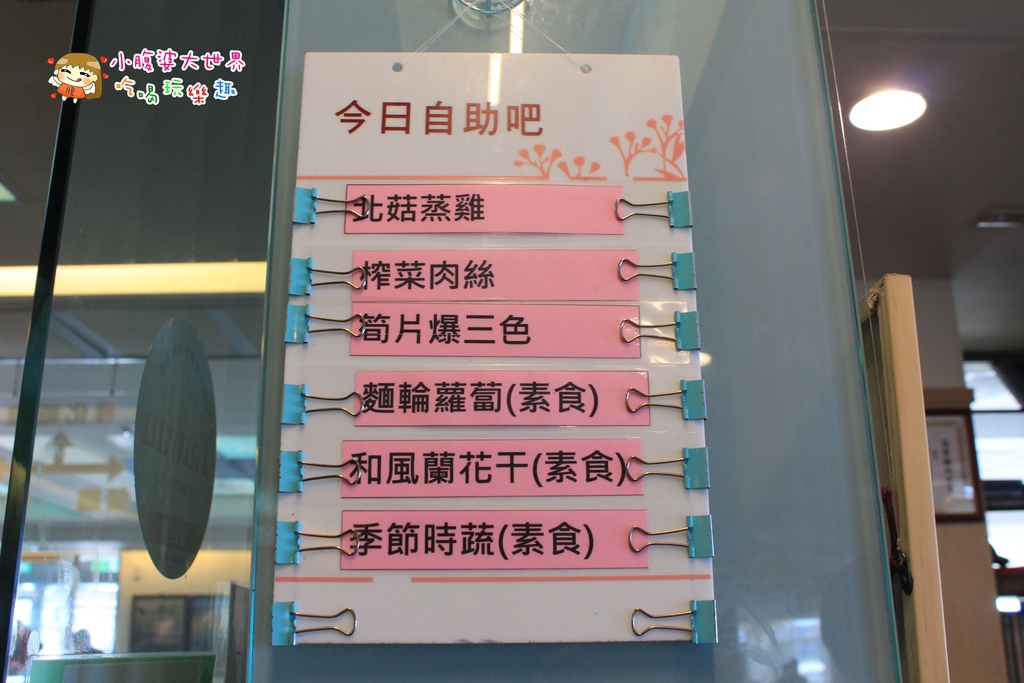 小腹婆大世界
吃喝玩樂趣
今日自助吧
北菇蒸雞
榨菜肉絲
筍片爆三色
麵輪蘿蔔(素食)
和風蘭花干(素食)
季節時蔬(素食)